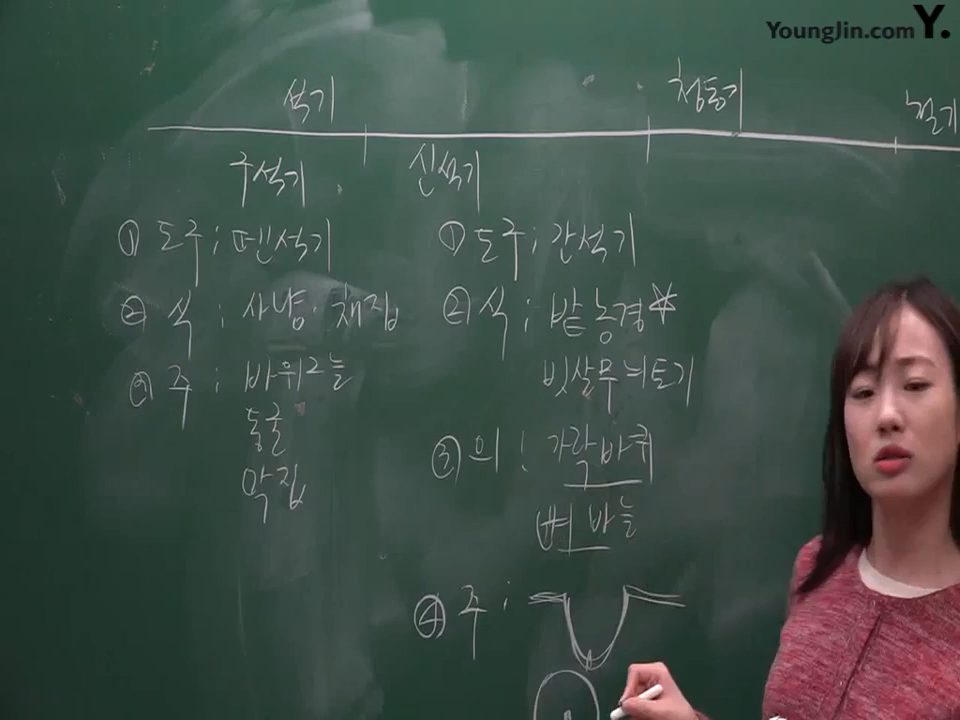 YoungJin.com Y.
석기 청동기 철기
구석기 신석기
① 도구; 뗀석기
② 식; 사냥·채집
③ 주; 바위그늘
동굴
막집
① 도구; 간석기
② 식; 밭농경☆
빗살무늬토기
③ 의; 가락바퀴
뼈바늘
④ 주;